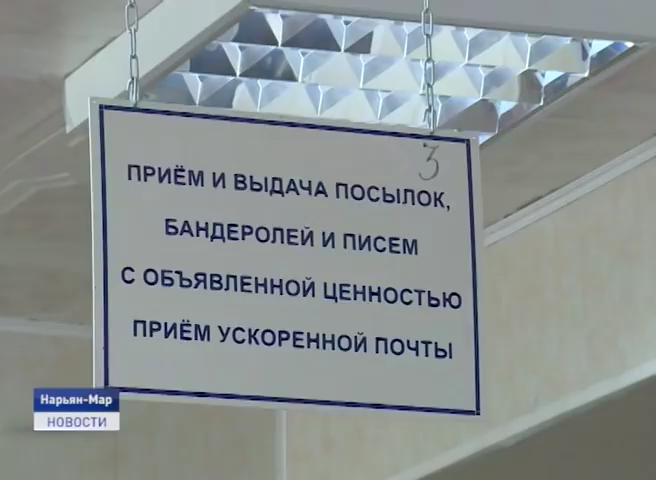 3
ПРИЁМ И ВЫДАЧА ПОСЫЛОК,
БАНДЕРОЛЕЙ И ПИСЕМ
С ОБЪЯВЛЕННОЙ ЦЕННОСТЬЮ
ПРИЁМ УСКОРЕННОЙ ПОЧТЫ
Нарьян-Мар
НОВОСТИ